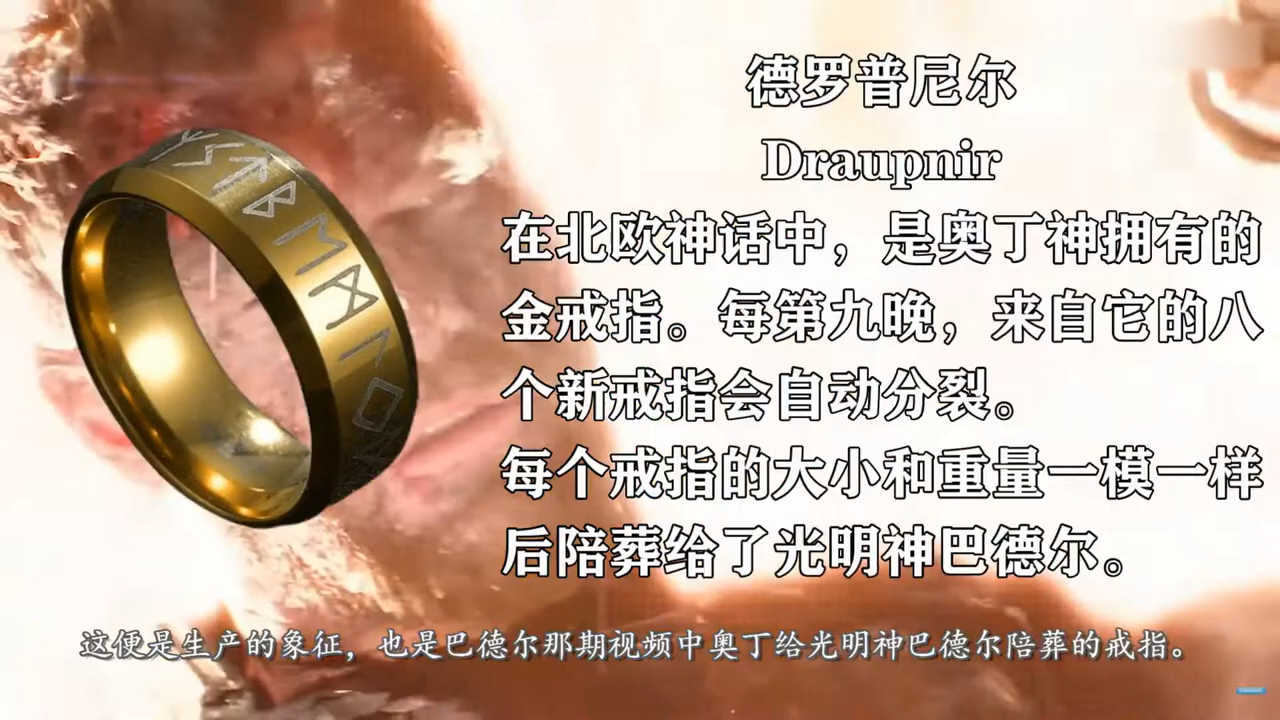 德罗普尼尔
Draupnir
在北欧神话中，是奥丁神拥有的
金戒指。每第九晚，来自它的八
个新戒指会自动分裂。
每个戒指的大小和重量一模一样
后陪葬给了光明神巴德尔。
这便是生产的象征，也是巴德尔那期视频中奥丁给光明神巴德尔陪葬的戒指。
ᛊᛏᛒᛖᛗᛚᛟ